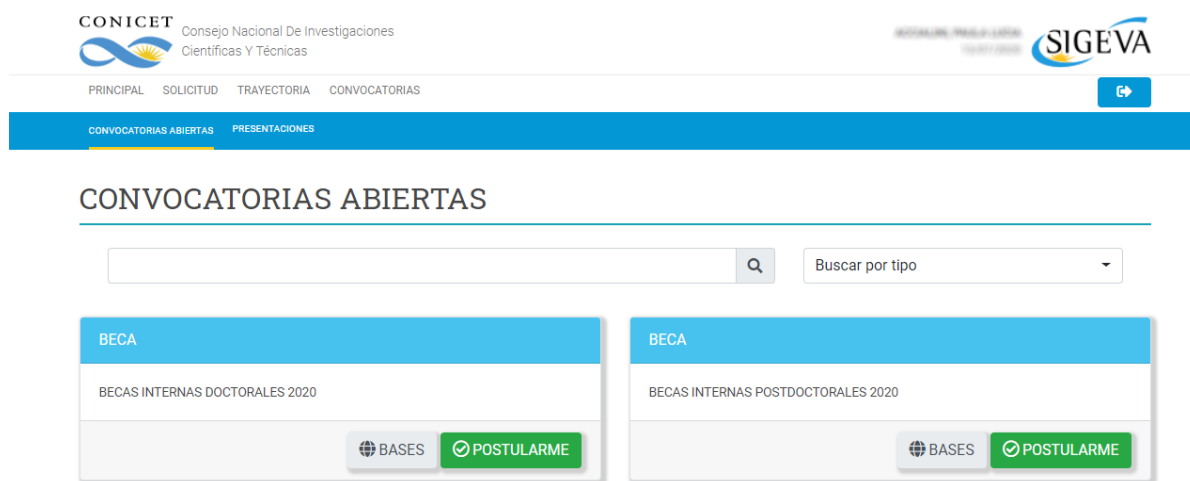 CONICET
Consejo Nacional De Investigaciones
Científicas Y Técnicas
SIGEVA
PRINCIPAL SOLICITUD TRAYECTORIA CONVOCATORIAS
CONVOCATORIAS ABIERTAS PRESENTACIONES
CONVOCATORIAS ABIERTAS
Buscar por tipo
BECA
BECAS INTERNAS DOCTORALES 2020
BASES POSTULARME
BECA
BECAS INTERNAS POSTDOCTORALES 2020
BASES POSTULARME